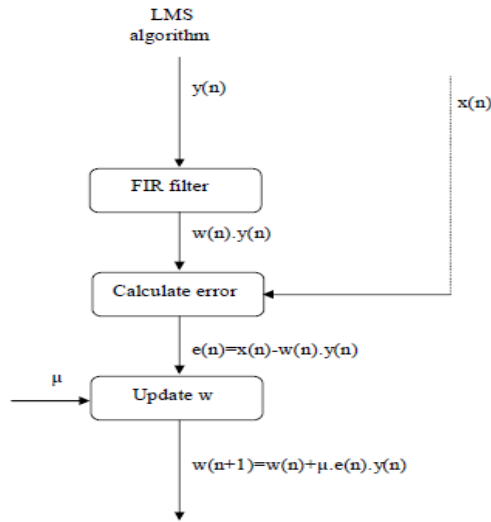 LMS
algorithm
y(n)
x(n)
FIR filter
w(n).y(n)
Calculate error
e(n)=x(n)-w(n).y(n)
μ
Update w
w(n+1)=w(n)+μ.e(n).y(n)